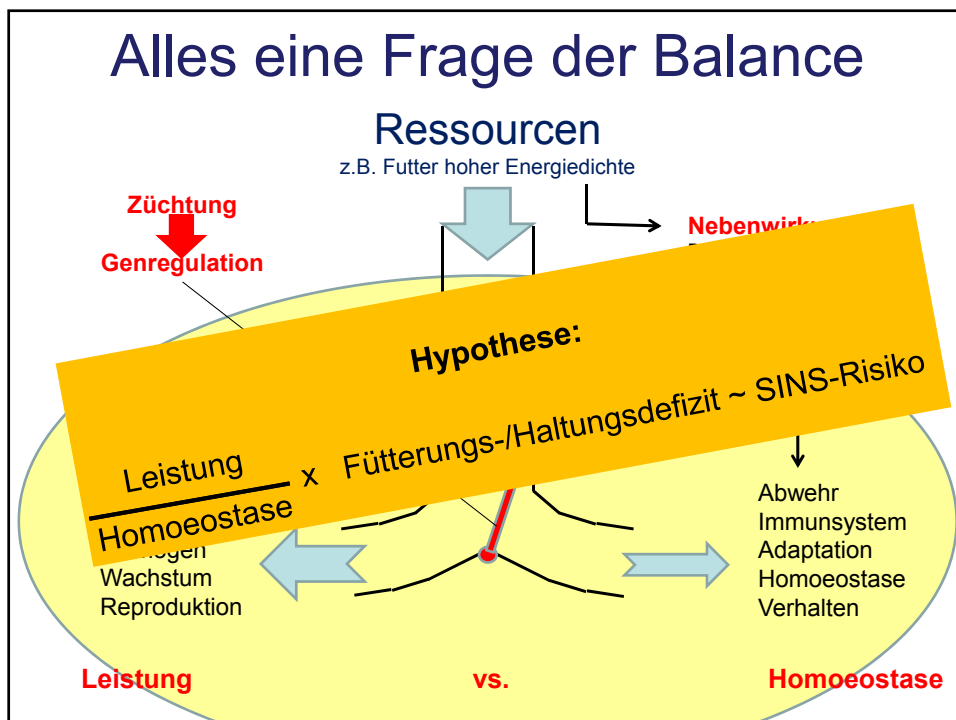 Alles eine Frage der Balance
Ressourcen
z.B. Futter hoher Energiedichte
Züchtung
Genregulation
Hypothese:
Leistung
Homoeostase
x Fütterungs-/Haltungsdefizit ~ SINS-Risiko
Wachstum
Reproduktion
Abwehr
Immunsystem
Adaptation
Homoeostase
Verhalten
Leistung vs. Homoeostase